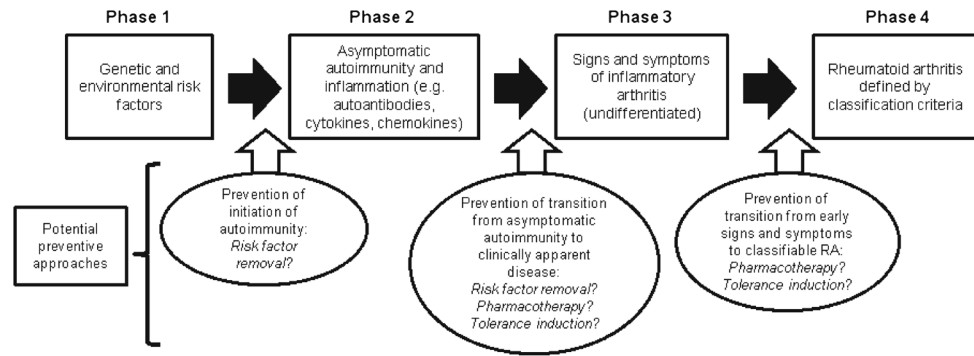 Phase 1
Phase 2
Phase 3
Phase 4
Genetic and
environmental risk
factors
Asymptomatic
autoimmunity and
inflammation (e.g.
autoantibodies,
cytokines, chemokines)
Signs and symptoms
of inflammatory
arthritis
(undifferentiated)
Rheumatoid arthritis
defined by
classification criteria
Potential
preventive
approaches
Prevention of
initiation of
autoimmunity:
Risk factor
removal?
Prevention of transition
from asymptomatic
autoimmunity to
clinically apparent
disease:
Risk factor removal?
Pharmacotherapy?
Tolerance induction?
Prevention of
transition from early
signs and symptoms
to classifiable RA:
Pharmacotherapy?
Tolerance induction?